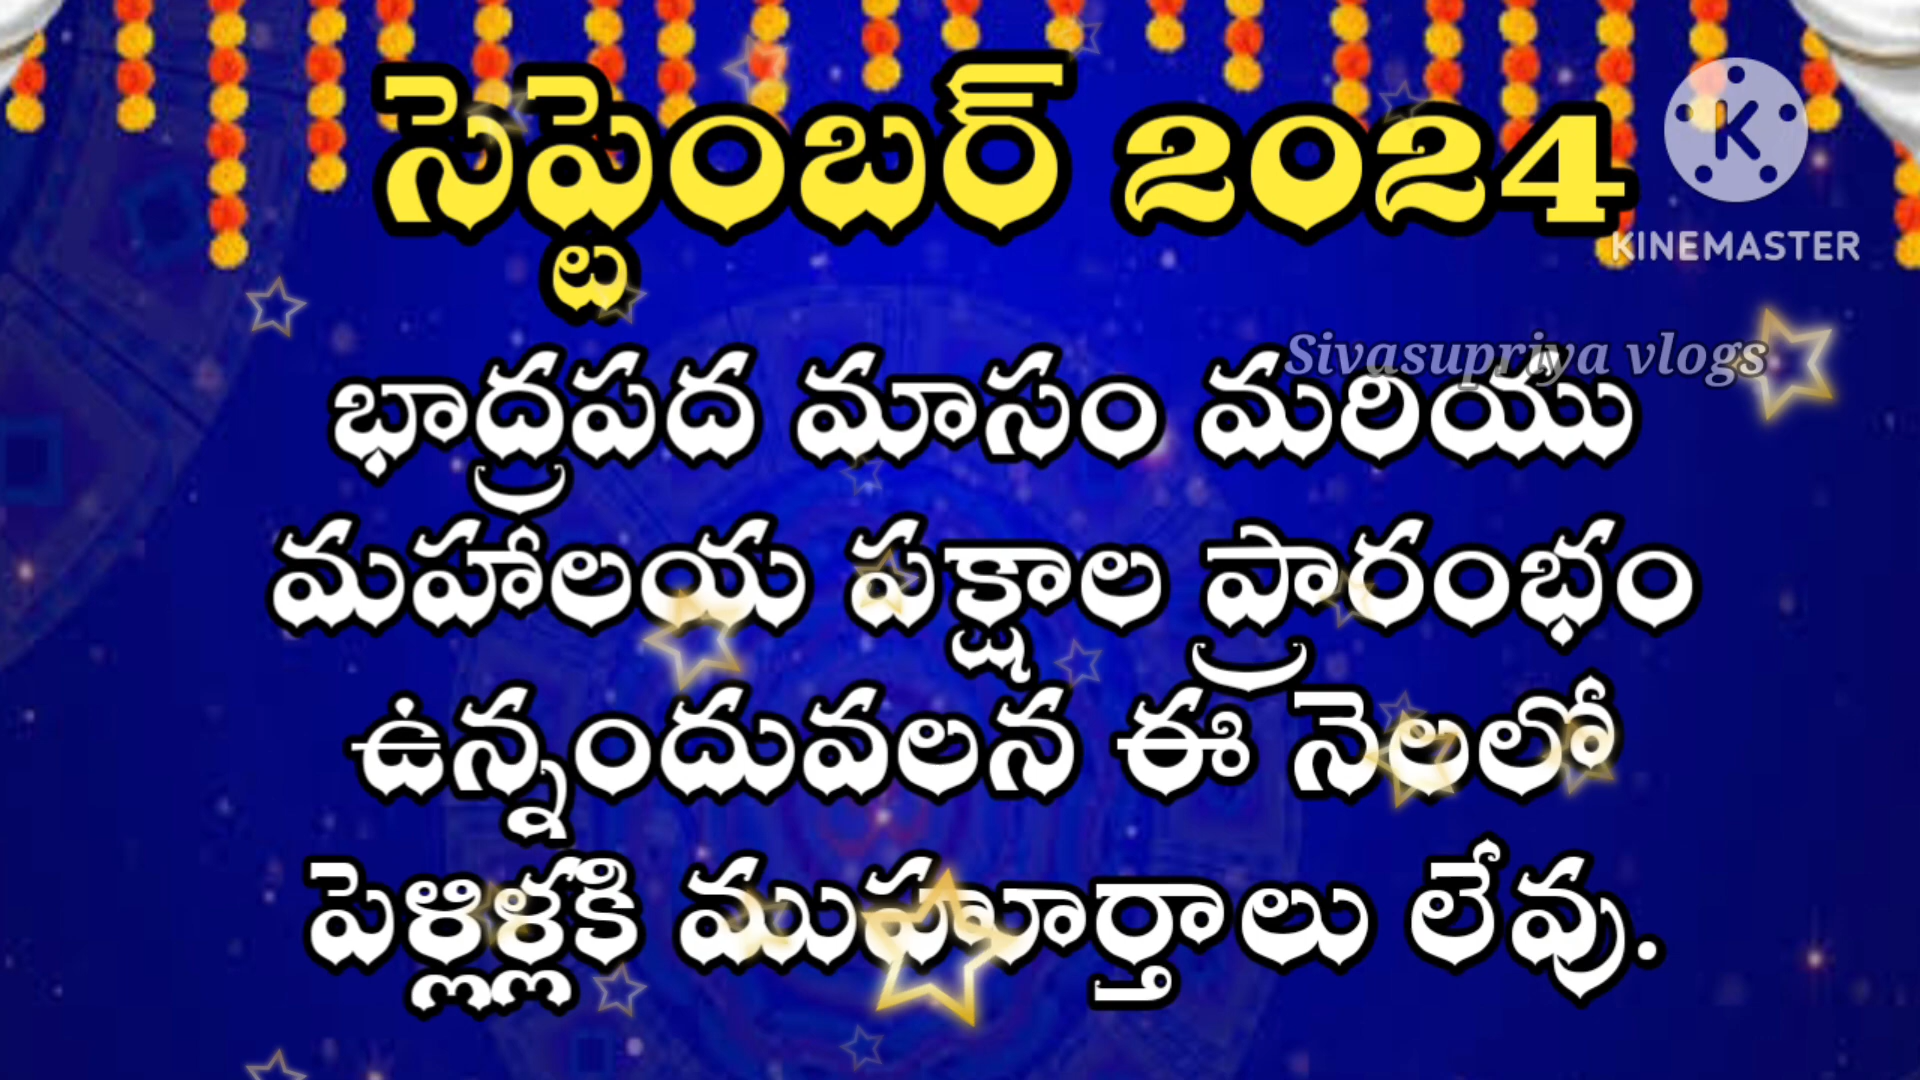 సెప్టెంబర్ 2024
KINEMASTER
Sivasupriya vlogs
భాద్రపద మాసం మరియు
మహాలయ పక్షాల ప్రారంభం
ఉన్నందువలన ఈ నెలలో
పెళ్లిళ్లకి ముహూర్తాలు లేవు.